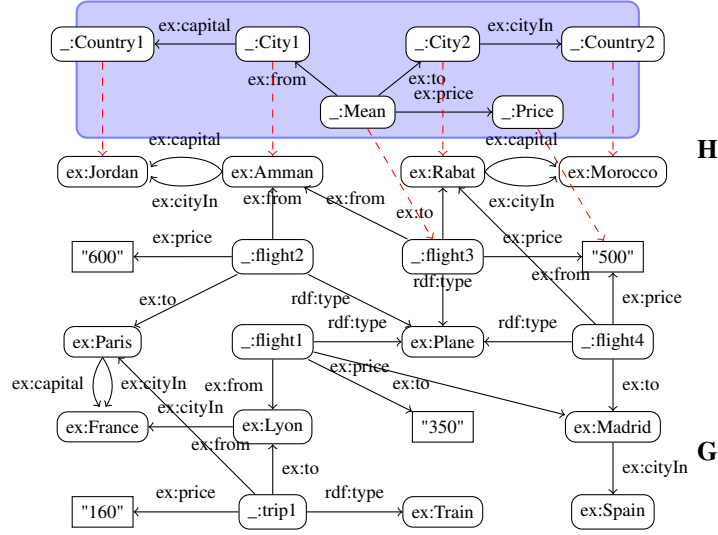 _:Country1 ex:capital _:City1 _:City2 ex:cityIn _:Country2
ex:from ex:to
ex:price
_:Mean _:Price
ex:capital ex:capital H
ex:Jordan ex:Amman ex:Rabat ex:Morocco
ex:cityIn ex:from ex:from ex:cityIn
ex:to
"600" ex:price _:flight2 _:flight3 ex:price "500"
ex:from
rdf:type
ex:to rdf:type ex:price
ex:Paris _:flight1 rdf:type ex:Plane rdf:type _:flight4
ex:price
ex:capital ex:cityIn ex:from ex:to ex:to
ex:cityIn
ex:France ex:Lyon "350" ex:Madrid
ex:from G
ex:to ex:cityIn
ex:price rdf:type
"160" _:trip1 ex:Train ex:Spain